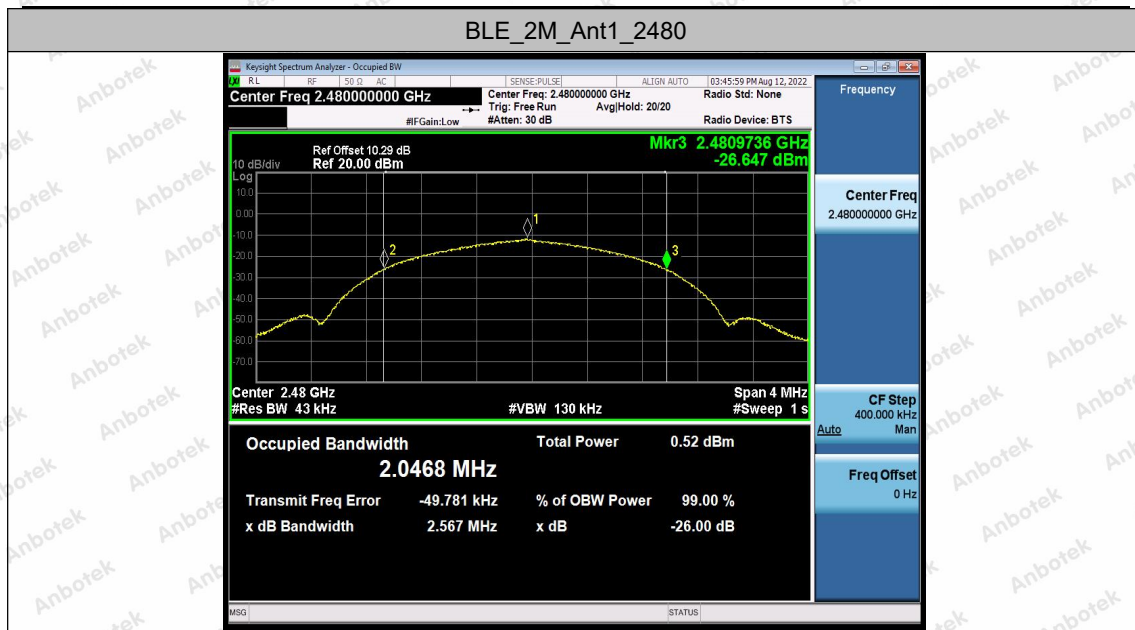 BLE_2M_Ant1_2480
Keysight Spectrum Analyzer - Occupied BW
RL RF 50 Ω AC SENSE:PULSE ALIGN AUTO 03:45:59 PM Aug 12, 2022
Center Freq 2.480000000 GHz
Center Freq: 2.480000000 GHz
Radio Std: None
Trig: Free Run Avg|Hold: 20/20
#IFGain:Low
#Atten: 30 dB
Radio Device: BTS
Mkr3 2.4809736 GHz
-26.647 dBm
Ref Offset 10.29 dB
10 dB/div Ref 20.00 dBm
Log
10.0
0.00
-10.0
-20.0
-30.0
-40.0
-50.0
-60.0
-70.0
1
2
3
Center 2.48 GHz
Span 4 MHz
#Res BW 43 kHz
#VBW 130 kHz
#Sweep 1 s
Occupied Bandwidth
2.0468 MHz
Total Power 0.52 dBm
Transmit Freq Error -49.781 kHz
% of OBW Power 99.00 %
x dB Bandwidth 2.567 MHz
x dB -26.00 dB
MSG
STATUS
Frequency
Center Freq
2.480000000 GHz
CF Step
400.000 kHz
Auto Man
Freq Offset
0 Hz
Anbotek